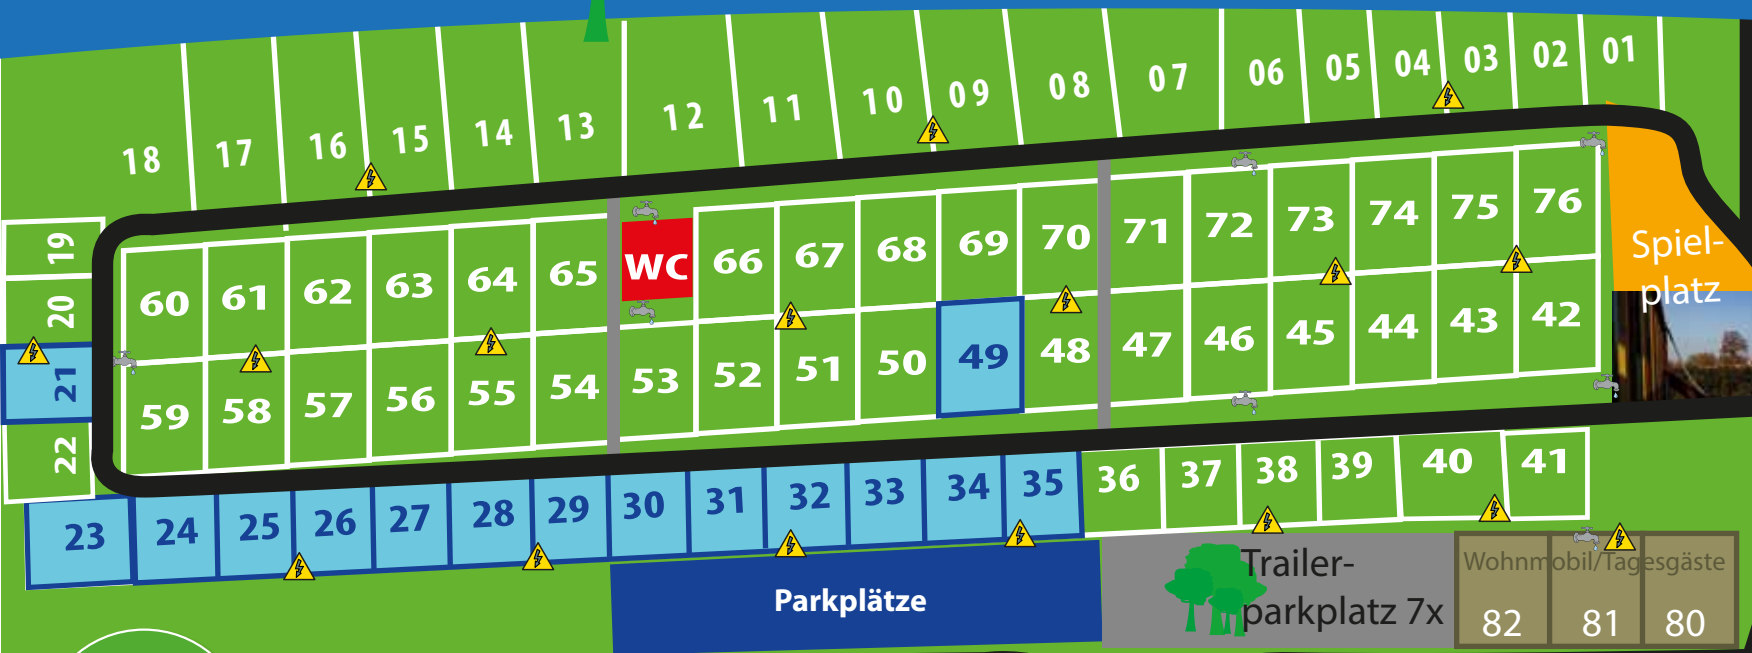 18 17 16 15 14 13 12 11 10 09 08 07 06 05 04 03 02 01
19
20
21
22
60 61 62 63 64 65 WC 66 67 68 69 70 71 72 73 74 75 76
59 58 57 56 55 54 53 52 51 50 49 48 47 46 45 44 43 42
Spiel-
platz
23 24 25 26 27 28 29 30 31 32 33 34 35 36 37 38 39 40 41
Parkplätze
Trailer-
parkplatz 7x
Wohnmobil/Tagesgäste
82 81 80